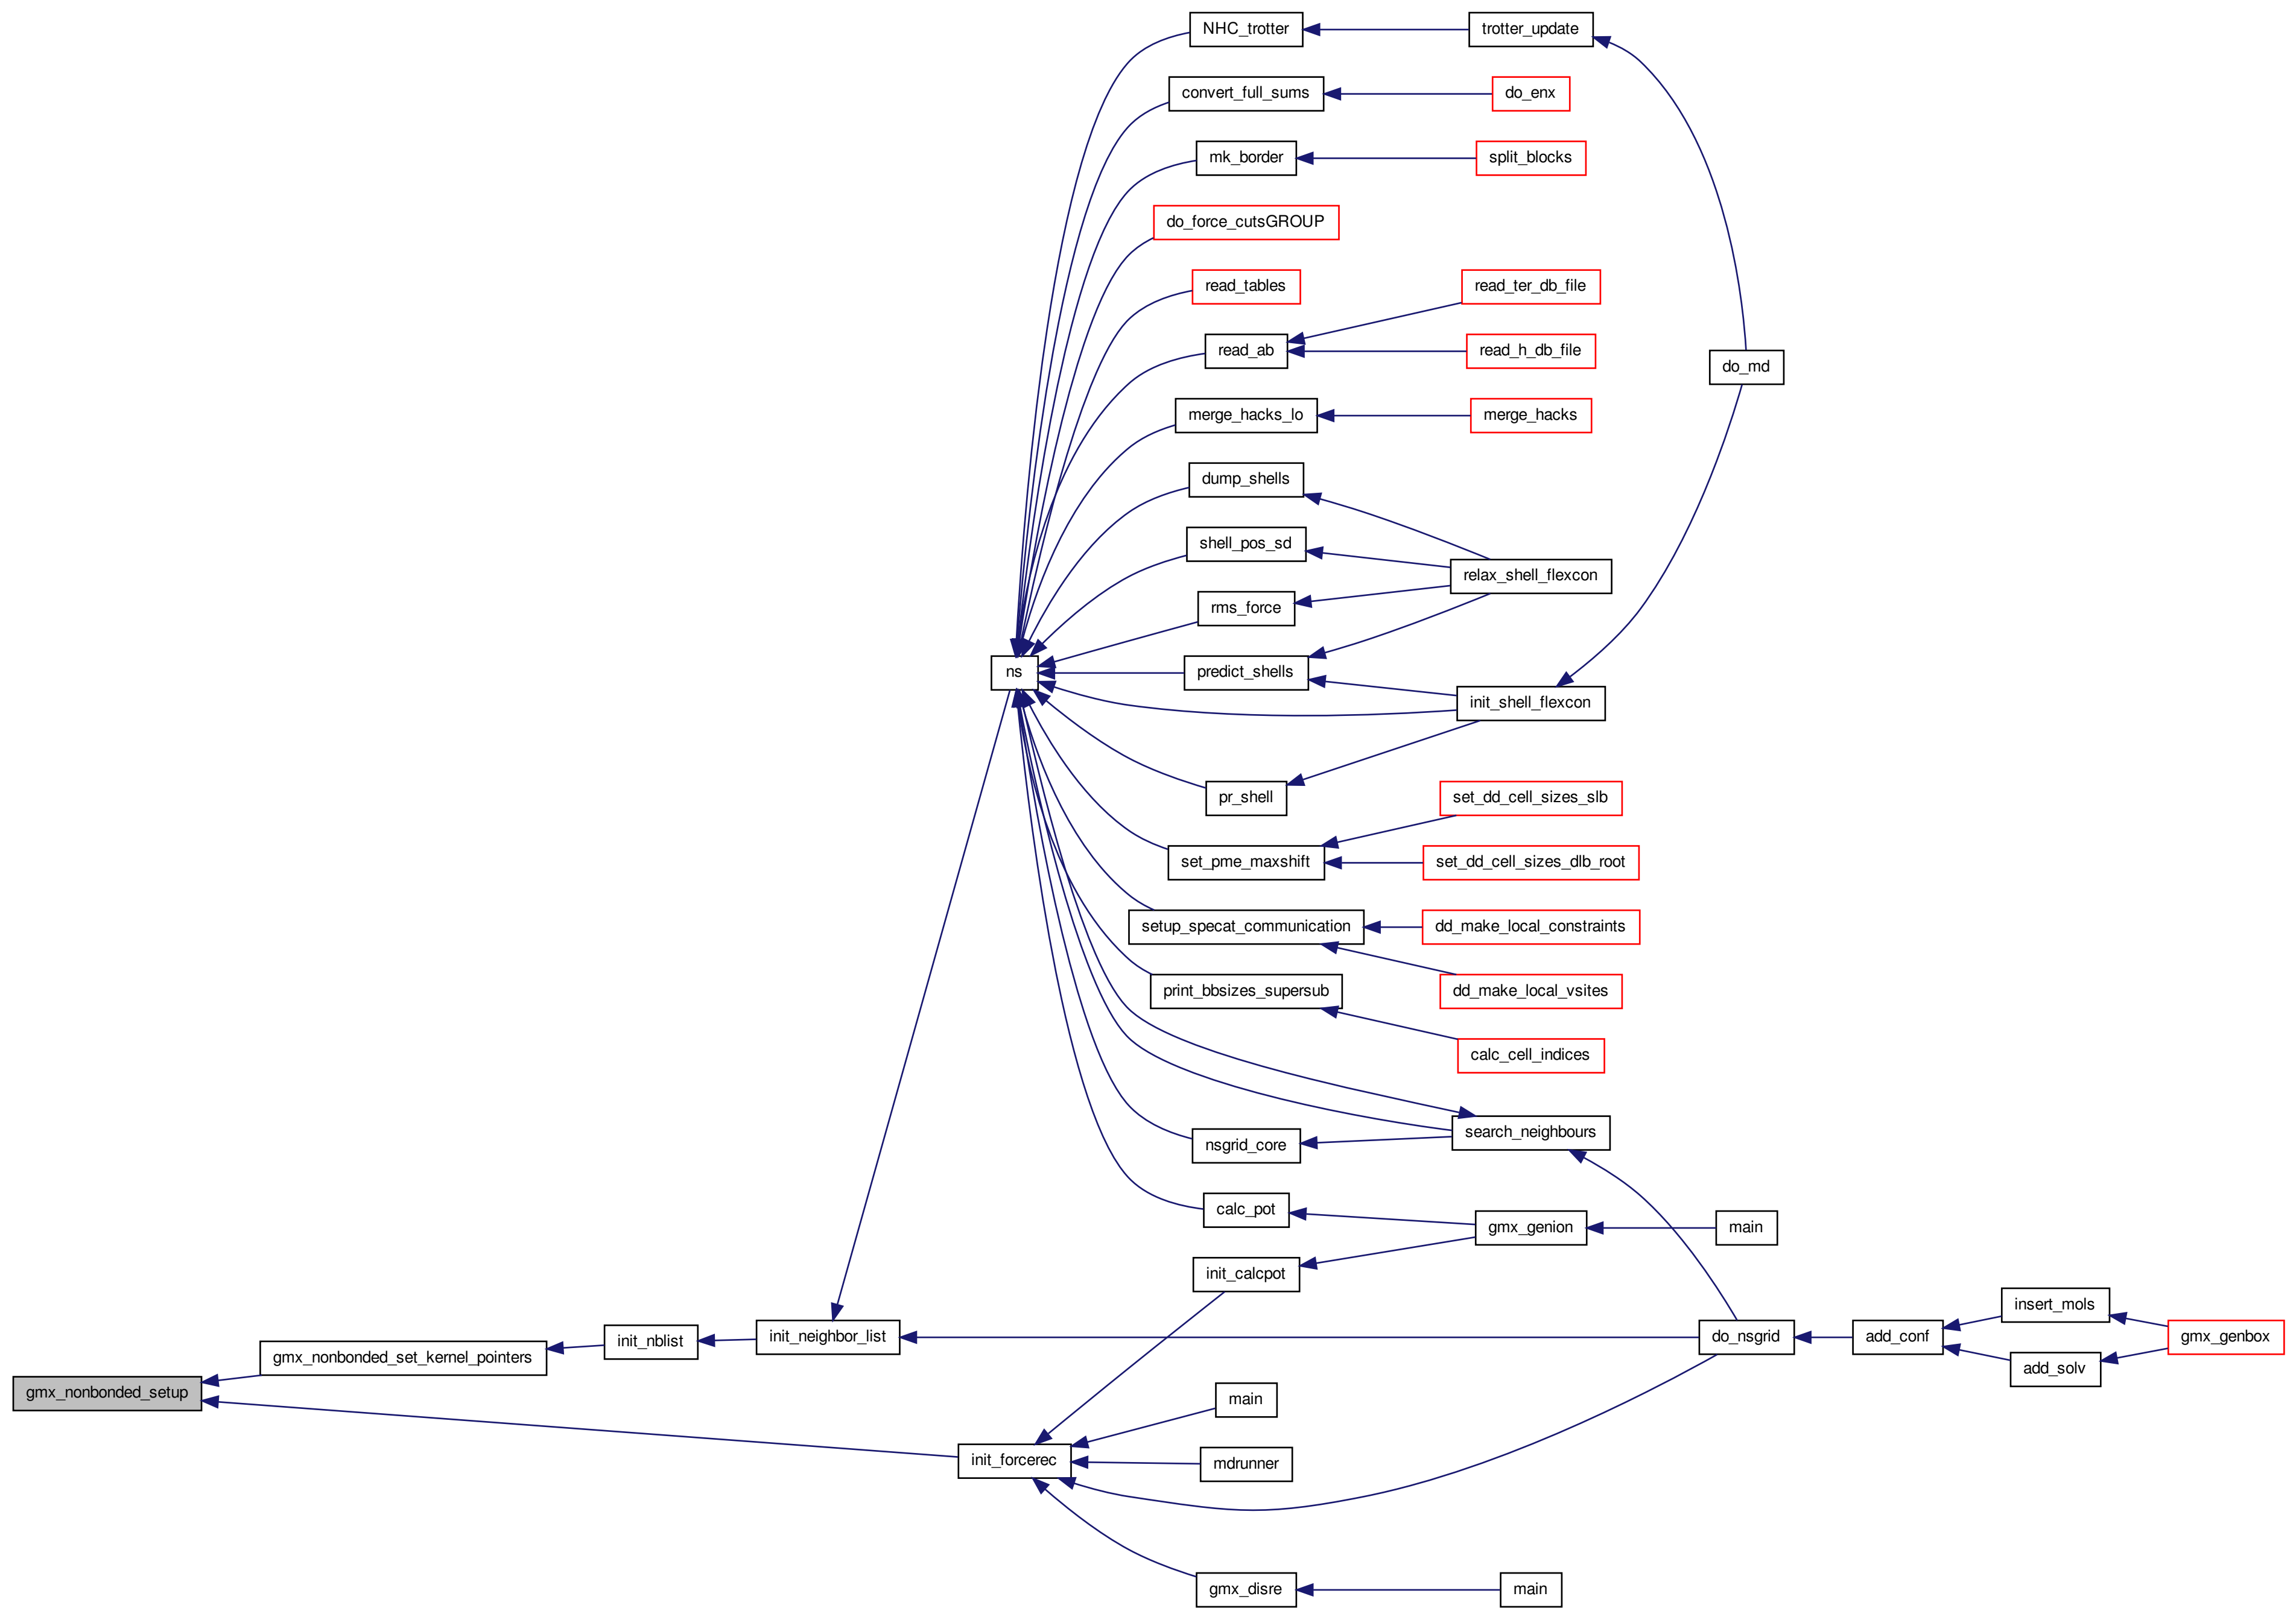 NHC_trotter
trotter_update
convert_full_sums
do_enx
mk_border
split_blocks
do_force_cutsGROUP
read_tables
read_ter_db_file
read_ab
read_h_db_file
do_md
merge_hacks_lo
merge_hacks
dump_shells
shell_pos_sd
relax_shell_flexcon
rms_force
ns
predict_shells
init_shell_flexcon
pr_shell
set_dd_cell_sizes_slb
set_pme_maxshift
set_dd_cell_sizes_dlb_root
setup_specat_communication
dd_make_local_constraints
print_bbsizes_supersub
dd_make_local_vsites
calc_cell_indices
search_neighbours
nsgrid_core
calc_pot
gmx_genion
main
init_calcpot
insert_mols
init_nblist
init_neighbor_list
do_nsgrid
add_conf
gmx_genbox
gmx_nonbonded_set_kernel_pointers
add_solv
gmx_nonbonded_setup
main
init_forcerec
mdrunner
gmx_disre
main